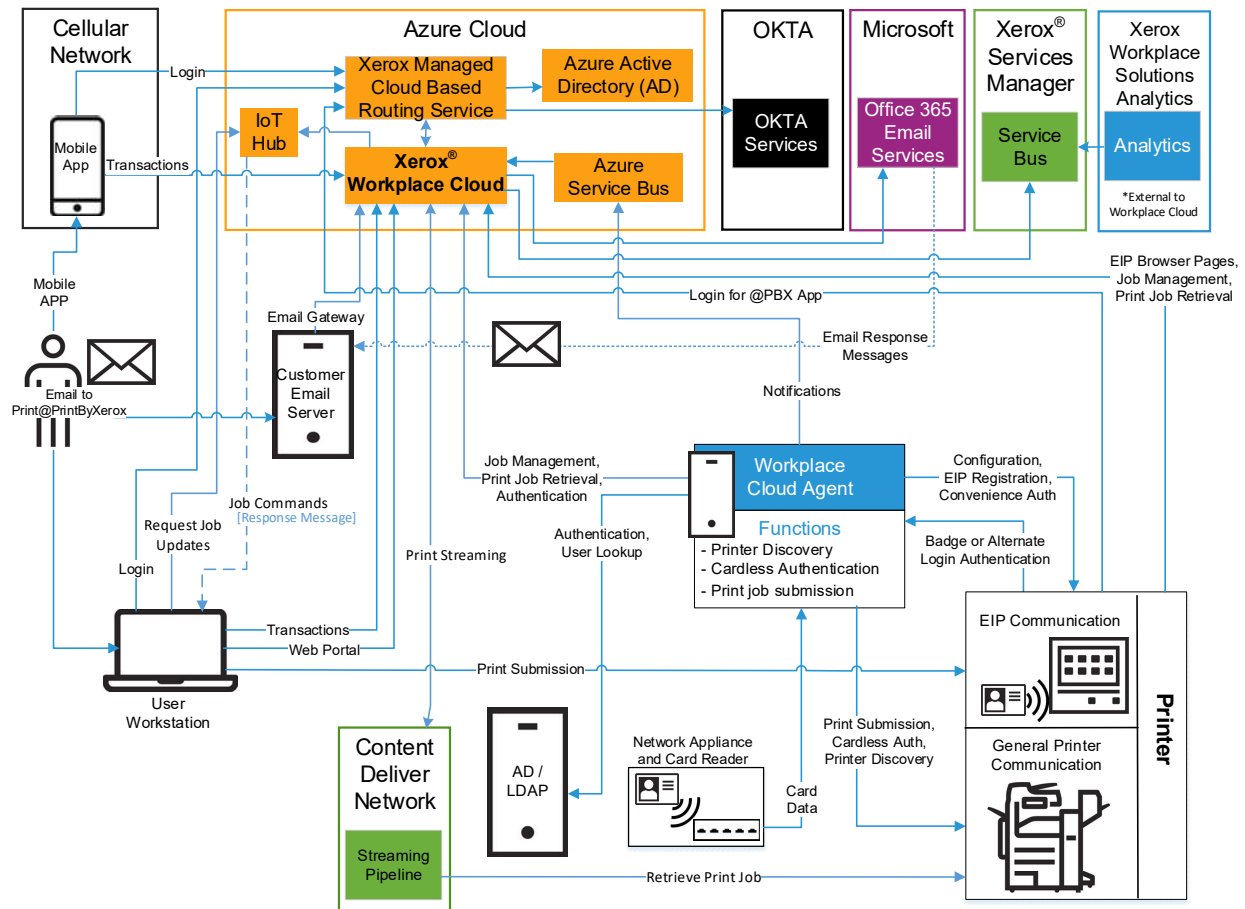 Cellular
Network
Azure Cloud
OKTA
Microsoft
Xerox®
Services
Manager
Xerox
Workplace
Solutions
Analytics
Login
Xerox Managed
Cloud Based
Routing Service
Azure Active
Directory (AD)
IoT
Hub
OKTA
Services
Office 365
Email
Services
Service
Bus
Analytics
Mobile
App
Transactions
Xerox®
Workplace Cloud
Azure
Service Bus
*External to
Workplace Cloud
Mobile
APP
EIP Browser Pages,
Job Management,
Print Job Retrieval
Login for @PBX App
Email Gateway
Email Response
Messages
Customer
Email
Server
Email to
Print@PrintByXerox
Notifications
Job Management,
Print Job Retrieval,
Authentication
Workplace
Cloud Agent
Configuration,
EIP Registration,
Convenience Auth
Job Commands
[Response Message]
Request Job
Updates
Login
Print Streaming
Authentication,
User Lookup
Functions
- Printer Discovery
- Cardless Authentication
- Print job submission
Badge or Alternate
Login Authentication
EIP Communication
Transactions
Web Portal
Print Submission
User
Workstation
Printer
Content
Deliver
Network
AD /
LDAP
Network Appliance
and Card Reader
Print Submission,
Cardless Auth,
Printer Discovery
General Printer
Communication
Card
Data
Streaming
Pipeline
Retrieve Print Job